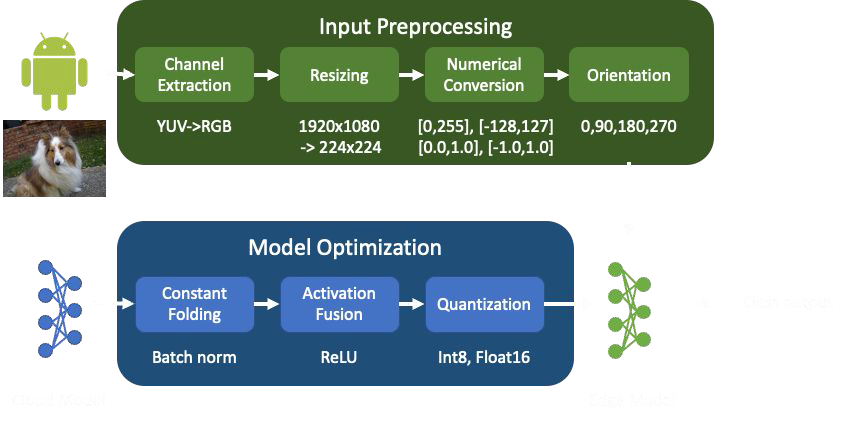 Input Preprocessing
Channel
Extraction
Resizing
Numerical
Conversion
Orientation
YUV->RGB
1920x1080
-> 224x224
[0,255], [-128,127]
[0.0,1.0], [-1.0,1.0]
0,90,180,270
Model Optimization
Constant
Folding
Activation
Fusion
Quantization
Batch norm
ReLU
Int8, Float16